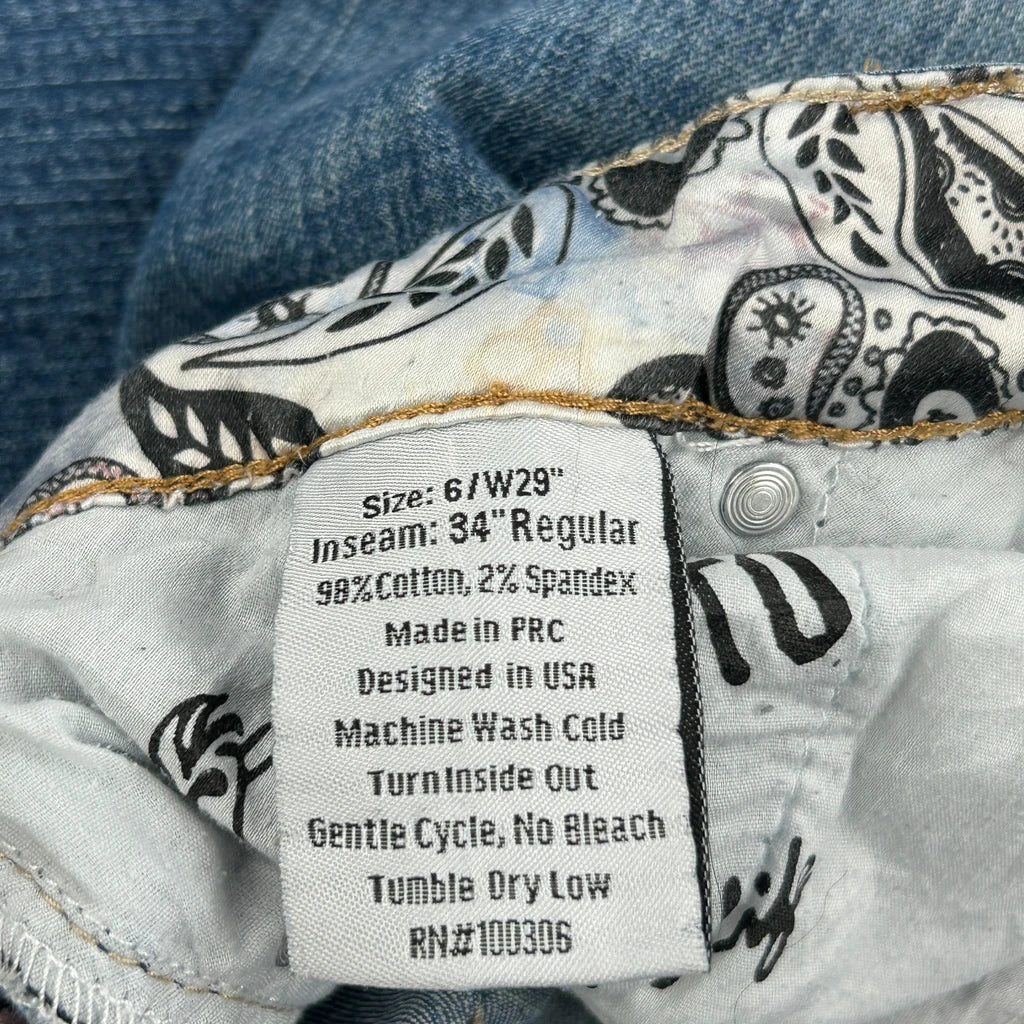 Size: 6/W29"
Inseam: 34" Regular
98% Cotton, 2% Spandex
Made in PRC
Designed in USA
Machine Wash Cold
Turn Inside Out
Gentle Cycle, No Bleach
Tumble Dry Low
RN#100306